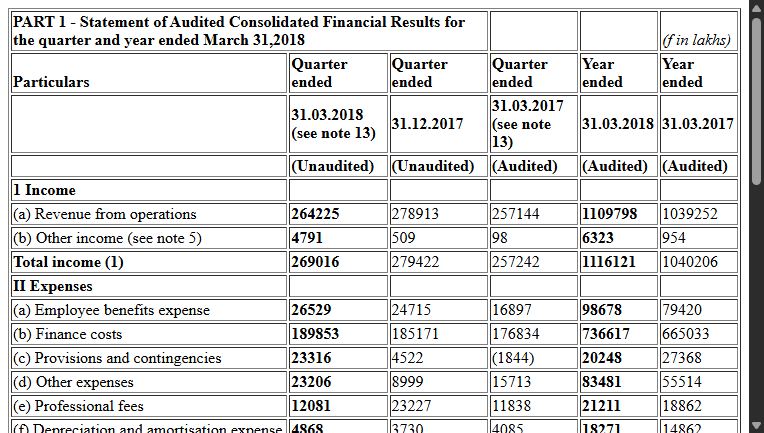 PART 1 - Statement of Audited Consolidated Financial Results for
the quarter and year ended March 31,2018 (f in lakhs)
Particulars Quarter ended Quarter ended Quarter ended Year ended Year ended
31.03.2018 (see note 13) 31.12.2017 31.03.2017 (see note 13) 31.03.2018 31.03.2017
(Unaudited) (Unaudited) (Audited) (Audited) (Audited)
1 Income
(a) Revenue from operations 264225 278913 257144 1109798 1039252
(b) Other income (see note 5) 4791 509 98 6323 954
Total income (1) 269016 279422 257242 1116121 1040206
II Expenses
(a) Employee benefits expense 26529 24715 16897 98678 79420
(b) Finance costs 189853 185171 176834 736617 665033
(c) Provisions and contingencies 23316 4522 (1844) 20248 27368
(d) Other expenses 23206 8999 15713 83481 55514
(e) Professional fees 12081 23227 11838 21211 18862
(f) Depreciation and amortisation expense 4868 3730 4085 18271 14862